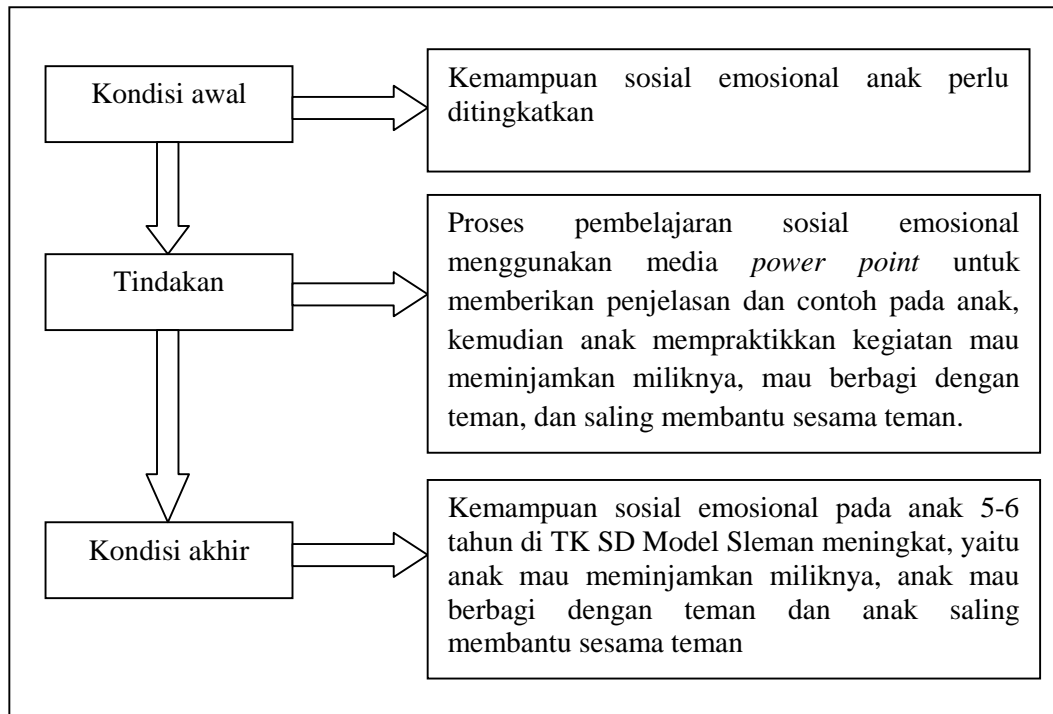 Kondisi awal
Kemampuan sosial emosional anak perlu
ditingkatkan
Tindakan
Proses pembelajaran sosial emosional
menggunakan media power point untuk
memberikan penjelasan dan contoh pada anak,
kemudian anak mempraktikkan kegiatan mau
meminjamkan miliknya, mau berbagi dengan
teman, dan saling membantu sesama teman.
Kondisi akhir
Kemampuan sosial emosional pada anak 5-6
tahun di TK SD Model Sleman meningkat, yaitu
anak mau meminjamkan miliknya, anak mau
berbagi dengan teman dan anak saling
membantu sesama teman